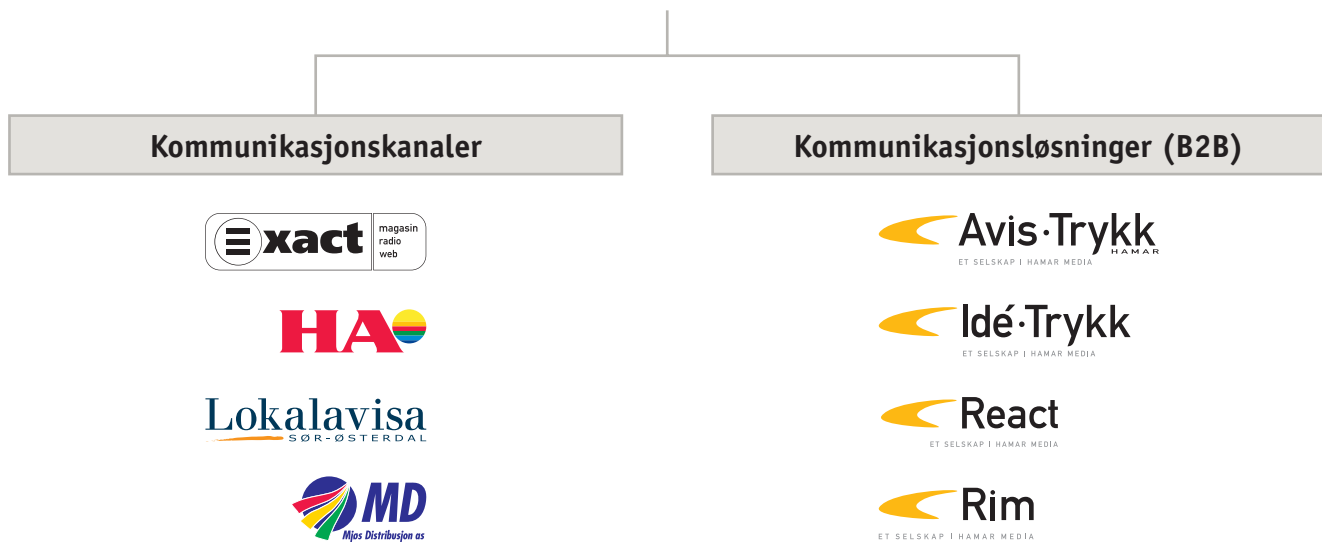 Kommunikasjonskanaler
Exact
magasin
radio
web
HA
Lokalavisa
SØR-ØSTERDAL
MD
Mjøs Distribusjon as
Kommunikasjonsløsninger (B2B)
Avis·Trykk
HAMAR
ET SELSKAP I HAMAR MEDIA
Idé·Trykk
ET SELSKAP I HAMAR MEDIA
React
ET SELSKAP I HAMAR MEDIA
Rim
ET SELSKAP I HAMAR MEDIA